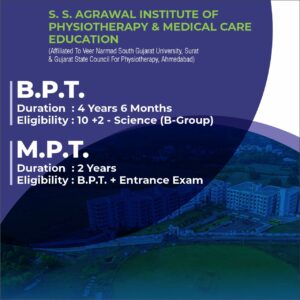 S. S. AGRAWAL INSTITUTE OF
PHYSIOTHERAPY & MEDICAL CARE
EDUCATION
(Affiliated To Veer Narmad South Gujarat University, Surat
& Gujarat State Council For Physiotherapy, Ahmedabad)
B.P.T.
Duration : 4 Years 6 Months
Eligibility : 10 +2 - Science (B-Group)
M.P.T.
Duration : 2 Years
Eligibility : B.P.T. + Entrance Exam